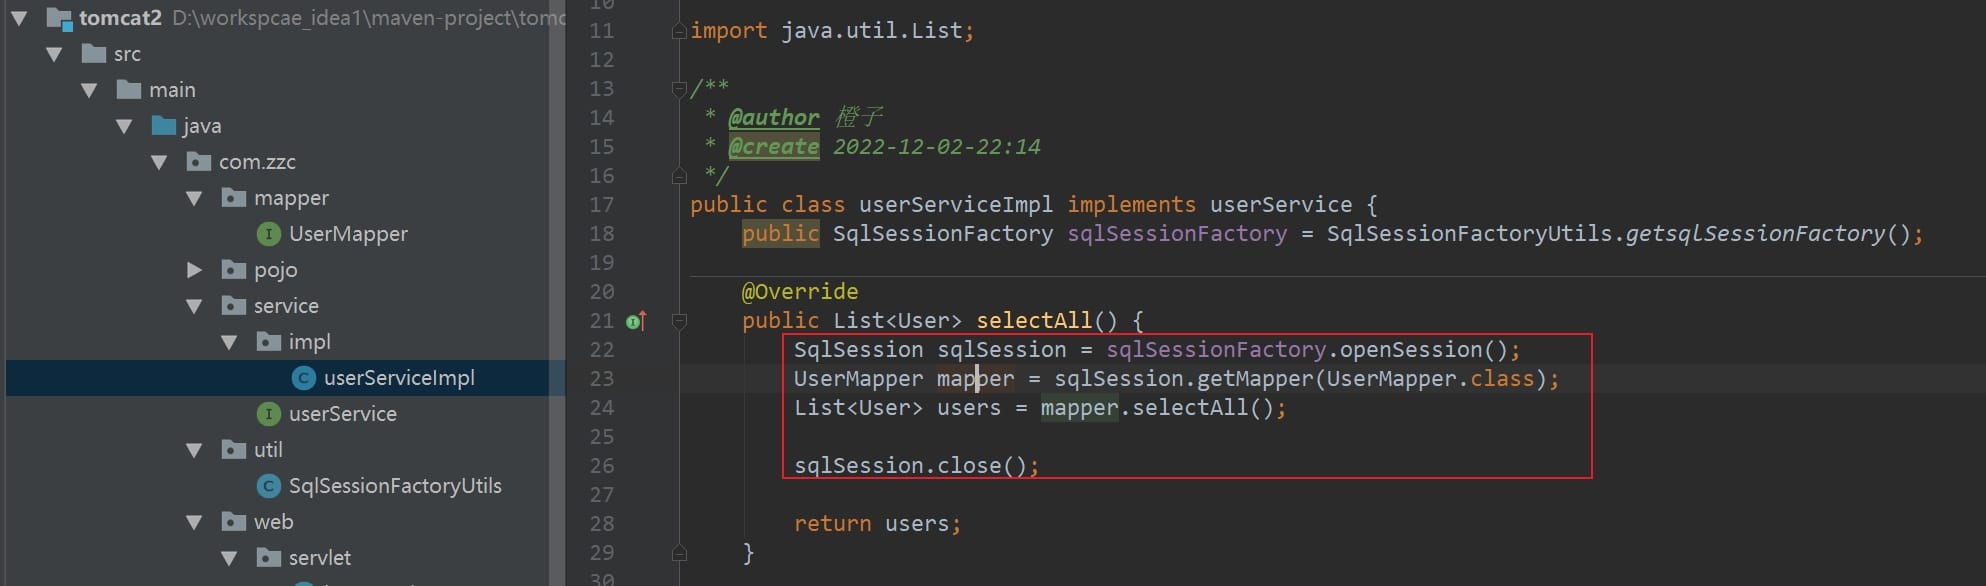 tomcat2 D:\workspcae_idea1\maven-project\tomc
src
main
java
com.zzc
mapper
UserMapper
pojo
service
impl
userServiceImpl
userService
util
SqlSessionFactoryUtils
web
servlet
10
11 import java.util.List;
12
13 /**
14 * @author 橙子
15 * @create 2022-12-02-22:14
16 */
17 public class userServiceImpl implements userService {
18 public SqlSessionFactory sqlSessionFactory = SqlSessionFactoryUtils.getsqlSessionFactory();
19
20 @Override
21 public List<User> selectAll() {
22 SqlSession sqlSession = sqlSessionFactory.openSession();
23 UserMapper mapper = sqlSession.getMapper(UserMapper.class);
24 List<User> users = mapper.selectAll();
25
26 sqlSession.close();
27
28 return users;
29 }
30